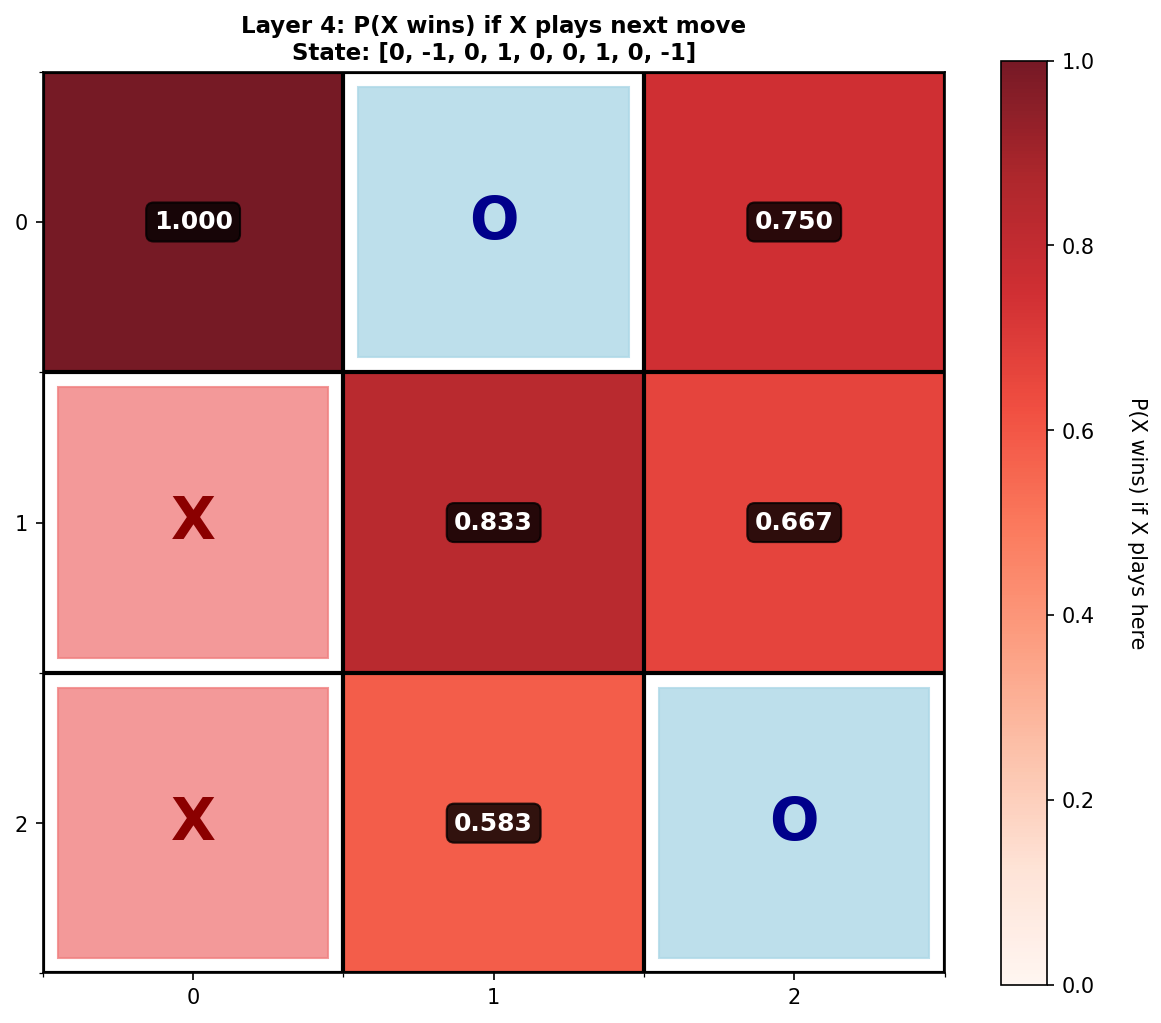 Layer 4: P(X wins) if X plays next move
State: [0, -1, 0, 1, 0, 0, 1, 0, -1]
0
1.000
O
0.750
1
X
0.833
0.667
2
X
0.583
O
0
1
2
1.0
0.8
0.6
0.4
0.2
0.0
P(X wins) if X plays here